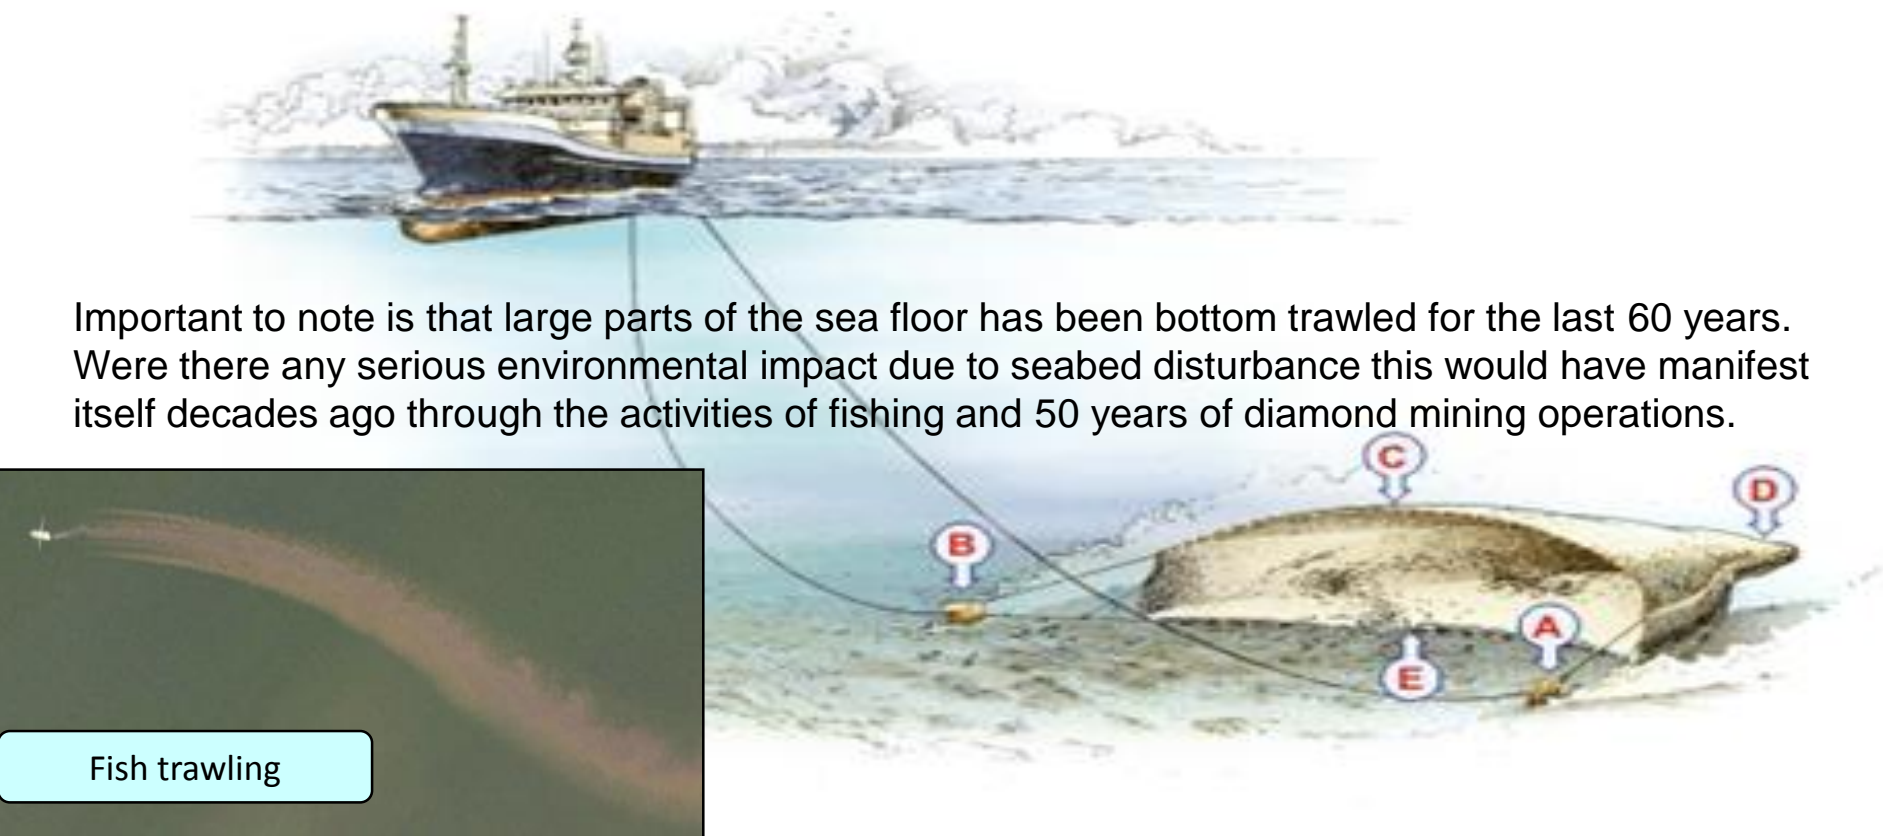 Important to note is that large parts of the sea floor has been bottom trawled for the last 60 years.
Were there any serious environmental impact due to seabed disturbance this would have manifest
itself decades ago through the activities of fishing and 50 years of diamond mining operations.
C
D
B
A
E
Fish trawling